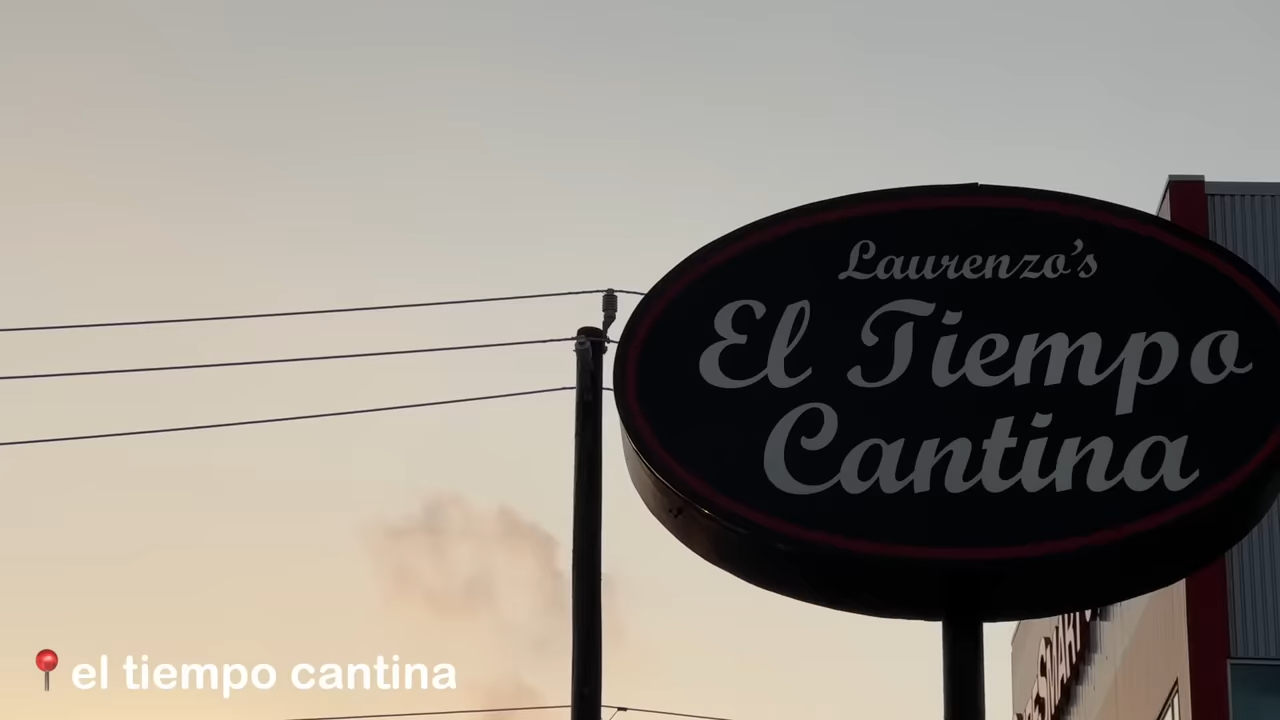 Laurenzo's
El Tiempo
Cantina
el tiempo cantina